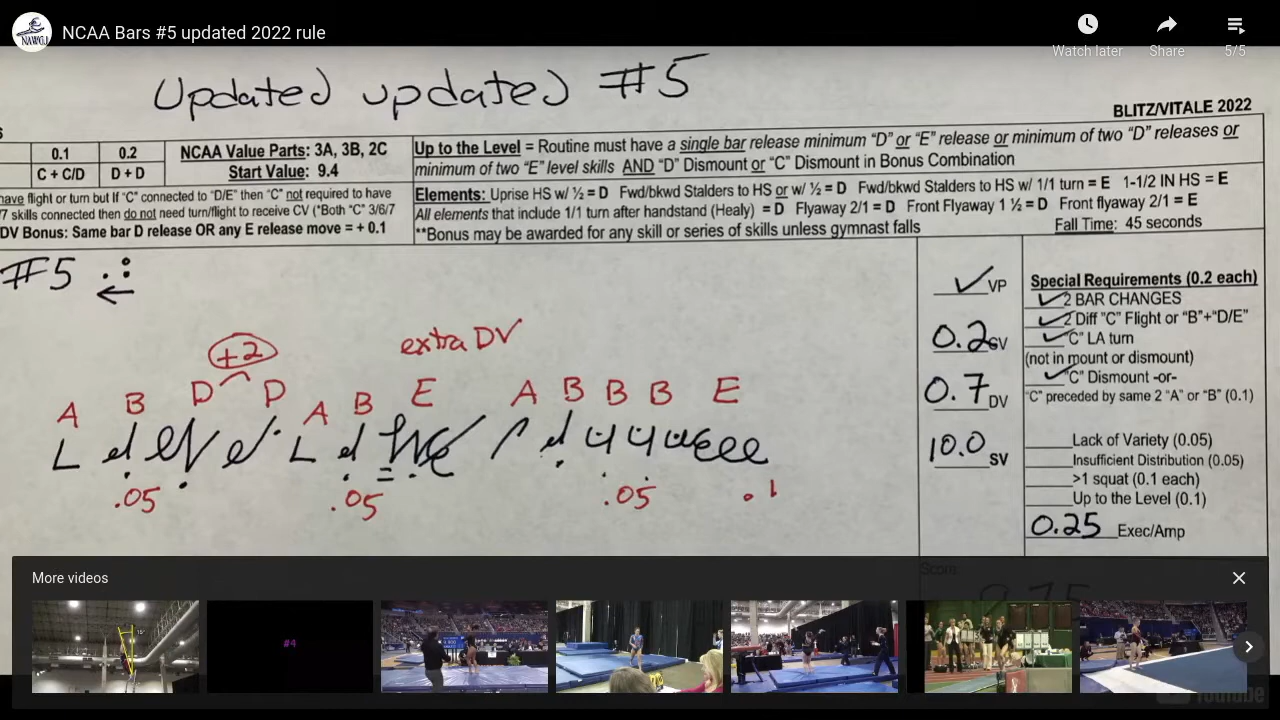 NCAA Bars #5 updated 2022 rule
Watch later
Share
5/5
Updated updated #5
BLITZ/VITALE 2022
0.1 0.2
C + C/D D + D
NCAA Value Parts: 3A, 3B, 2C
Start Value: 9.4
Up to the Level = Routine must have a single bar release minimum "D" or "E" release or minimum of two "D" releases or
minimum of two "E" level skills AND "D" Dismount or "C" Dismount in Bonus Combination
have flight or turn but if "C" connected to "D/E" then "C" not required to have
/7 skills connected then do not need turn/flight to receive CV (*Both "C" 3/6/7
DV Bonus: Same bar D release OR any E release move = + 0.1
Elements: Uprise HS w/ ½ = D Fwd/bkwd Stalders to HS or w/ ½ = D Fwd/bkwd Stalders to HS w/ 1/1 turn = E 1-1/2 IN HS = E
All elements that include 1/1 turn after handstand (Healy) = D Flyaway 2/1 = D Front Flyaway 1 ½ = D Front flyaway 2/1 = E
**Bonus may be awarded for any skill or series of skills unless gymnast falls
Fall Time: 45 seconds
#5
+2
extra DV
A B D D A B E A B B B E
.05 .05 .05 .1
VP
0.2 CV
0.7 DV
10.0 SV
Special Requirements (0.2 each)
2 BAR CHANGES
2 Diff "C" Flight or "B"+"D/E"
"C" LA turn
(not in mount or dismount)
"C" Dismount -or-
"C" preceded by same 2 "A" or "B" (0.1)
Lack of Variety (0.05)
Insufficient Distribution (0.05)
>1 squat (0.1 each)
Up to the Level (0.1)
0.25 Exec/Amp
Score:
9.75
More videos
#4
YouTube